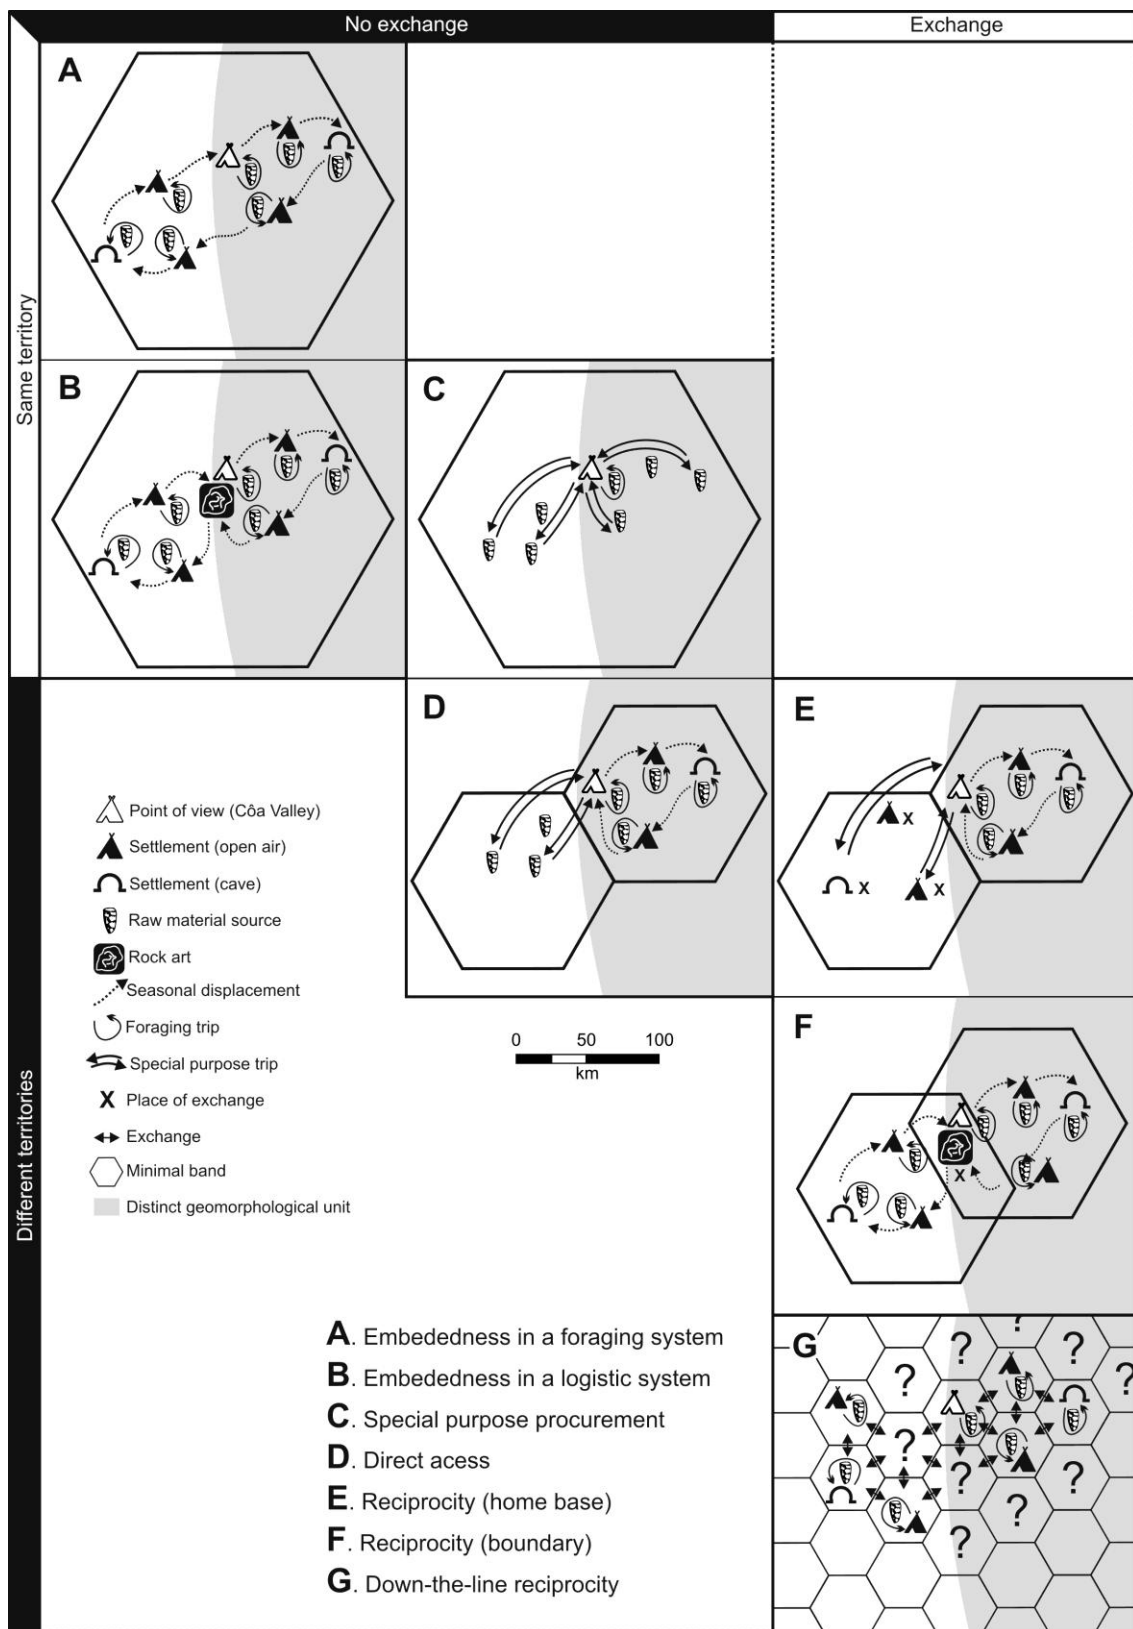 No exchange
Exchange
Same territory
Different territories
A
B
C
D
E
X
X
X
F
X
G
?
?
?
?
?
?
?
?
?
?
?
Point of view (Côa Valley)
Settlement (open air)
Settlement (cave)
Raw material source
Rock art
Seasonal displacement
Foraging trip
Special purpose trip
X Place of exchange
Exchange
Minimal band
Distinct geomorphological unit
0 50 100
km
A. Embededness in a foraging system
B. Embededness in a logistic system
C. Special purpose procurement
D. Direct acess
E. Reciprocity (home base)
F. Reciprocity (boundary)
G. Down-the-line reciprocity